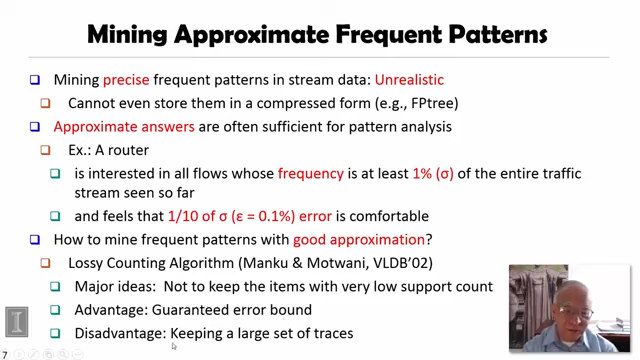 Mining Approximate Frequent Patterns
Mining precise frequent patterns in stream data: Unrealistic
Cannot even store them in a compressed form (e.g., FPtree)
Approximate answers are often sufficient for pattern analysis
Ex.: A router
is interested in all flows whose frequency is at least 1% (σ) of the entire traffic
stream seen so far
and feels that 1/10 of σ (ε = 0.1%) error is comfortable
How to mine frequent patterns with good approximation?
Lossy Counting Algorithm (Manku & Motwani, VLDB'02)
Major ideas: Not to keep the items with very low support count
Advantage: Guaranteed error bound
Disadvantage: Keeping a large set of traces
I
7